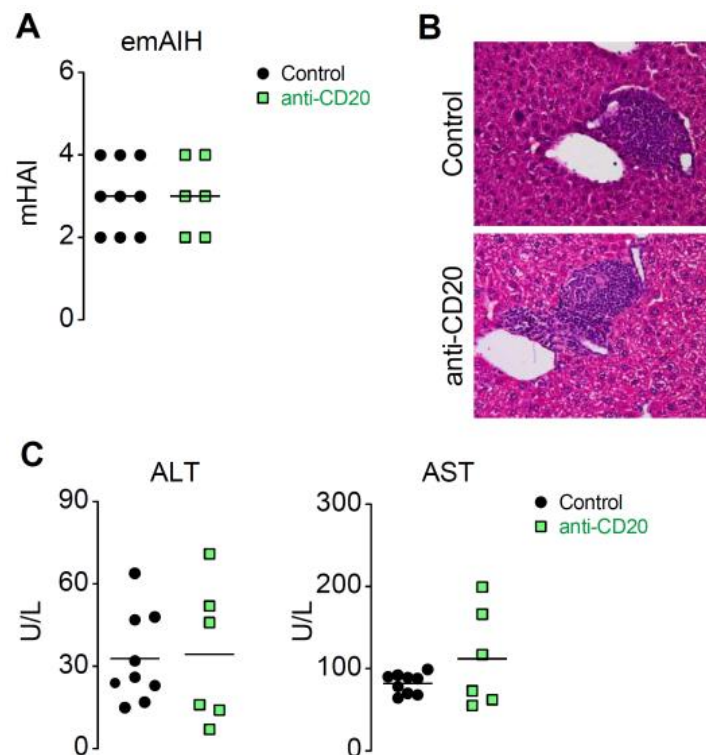 A
emAIH
Control
anti-CD20
mHAI
6
4
2
0
B
Control
anti-CD20
C
ALT
U/L
90
60
30
0
AST
U/L
300
200
100
0
Control
anti-CD20